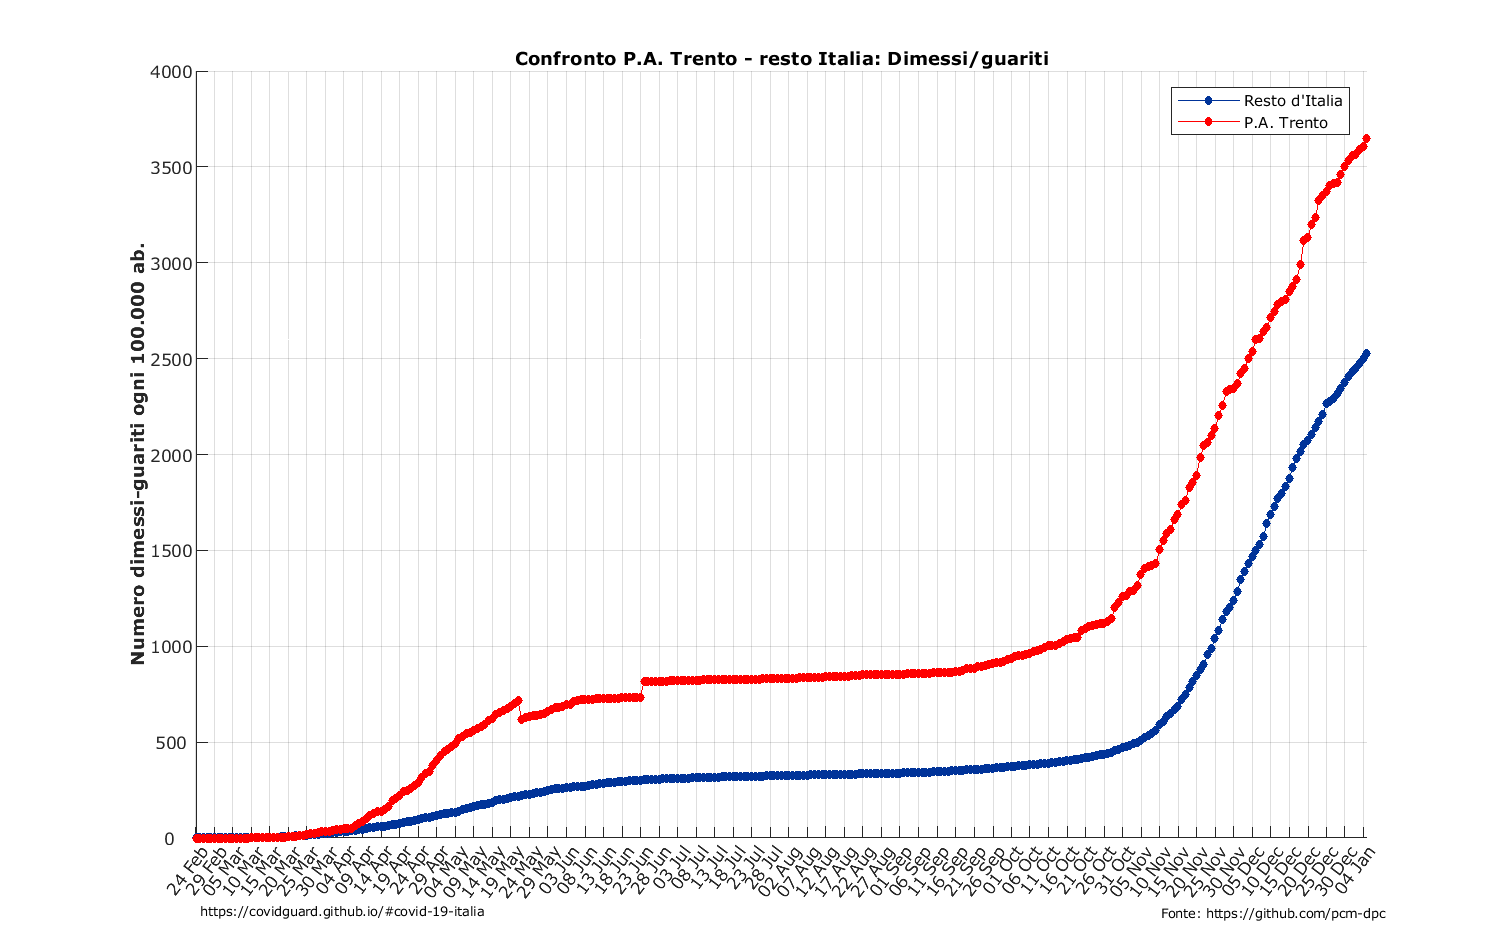 Confronto P.A. Trento - resto Italia: Dimessi/guariti
Resto d'Italia
P.A. Trento
Numero dimessi-guariti ogni 100.000 ab.
4000
3500
3000
2500
2000
1500
1000
500
0
24 Feb
29 Feb
05 Mar
10 Mar
15 Mar
20 Mar
25 Mar
30 Mar
04 Apr
09 Apr
14 Apr
19 Apr
24 Apr
29 Apr
04 May
09 May
14 May
19 May
24 May
29 May
03 Jun
08 Jun
13 Jun
18 Jun
23 Jun
28 Jun
03 Jul
08 Jul
13 Jul
18 Jul
23 Jul
28 Jul
02 Aug
07 Aug
12 Aug
17 Aug
22 Aug
27 Aug
01 Sep
06 Sep
11 Sep
16 Sep
21 Sep
26 Sep
01 Oct
06 Oct
11 Oct
16 Oct
21 Oct
26 Oct
31 Oct
05 Nov
10 Nov
15 Nov
20 Nov
25 Nov
30 Nov
05 Dec
10 Dec
15 Dec
20 Dec
25 Dec
30 Dec
04 Jan
https://covidguard.github.io/#covid-19-italia
Fonte: https://github.com/pcm-dpc